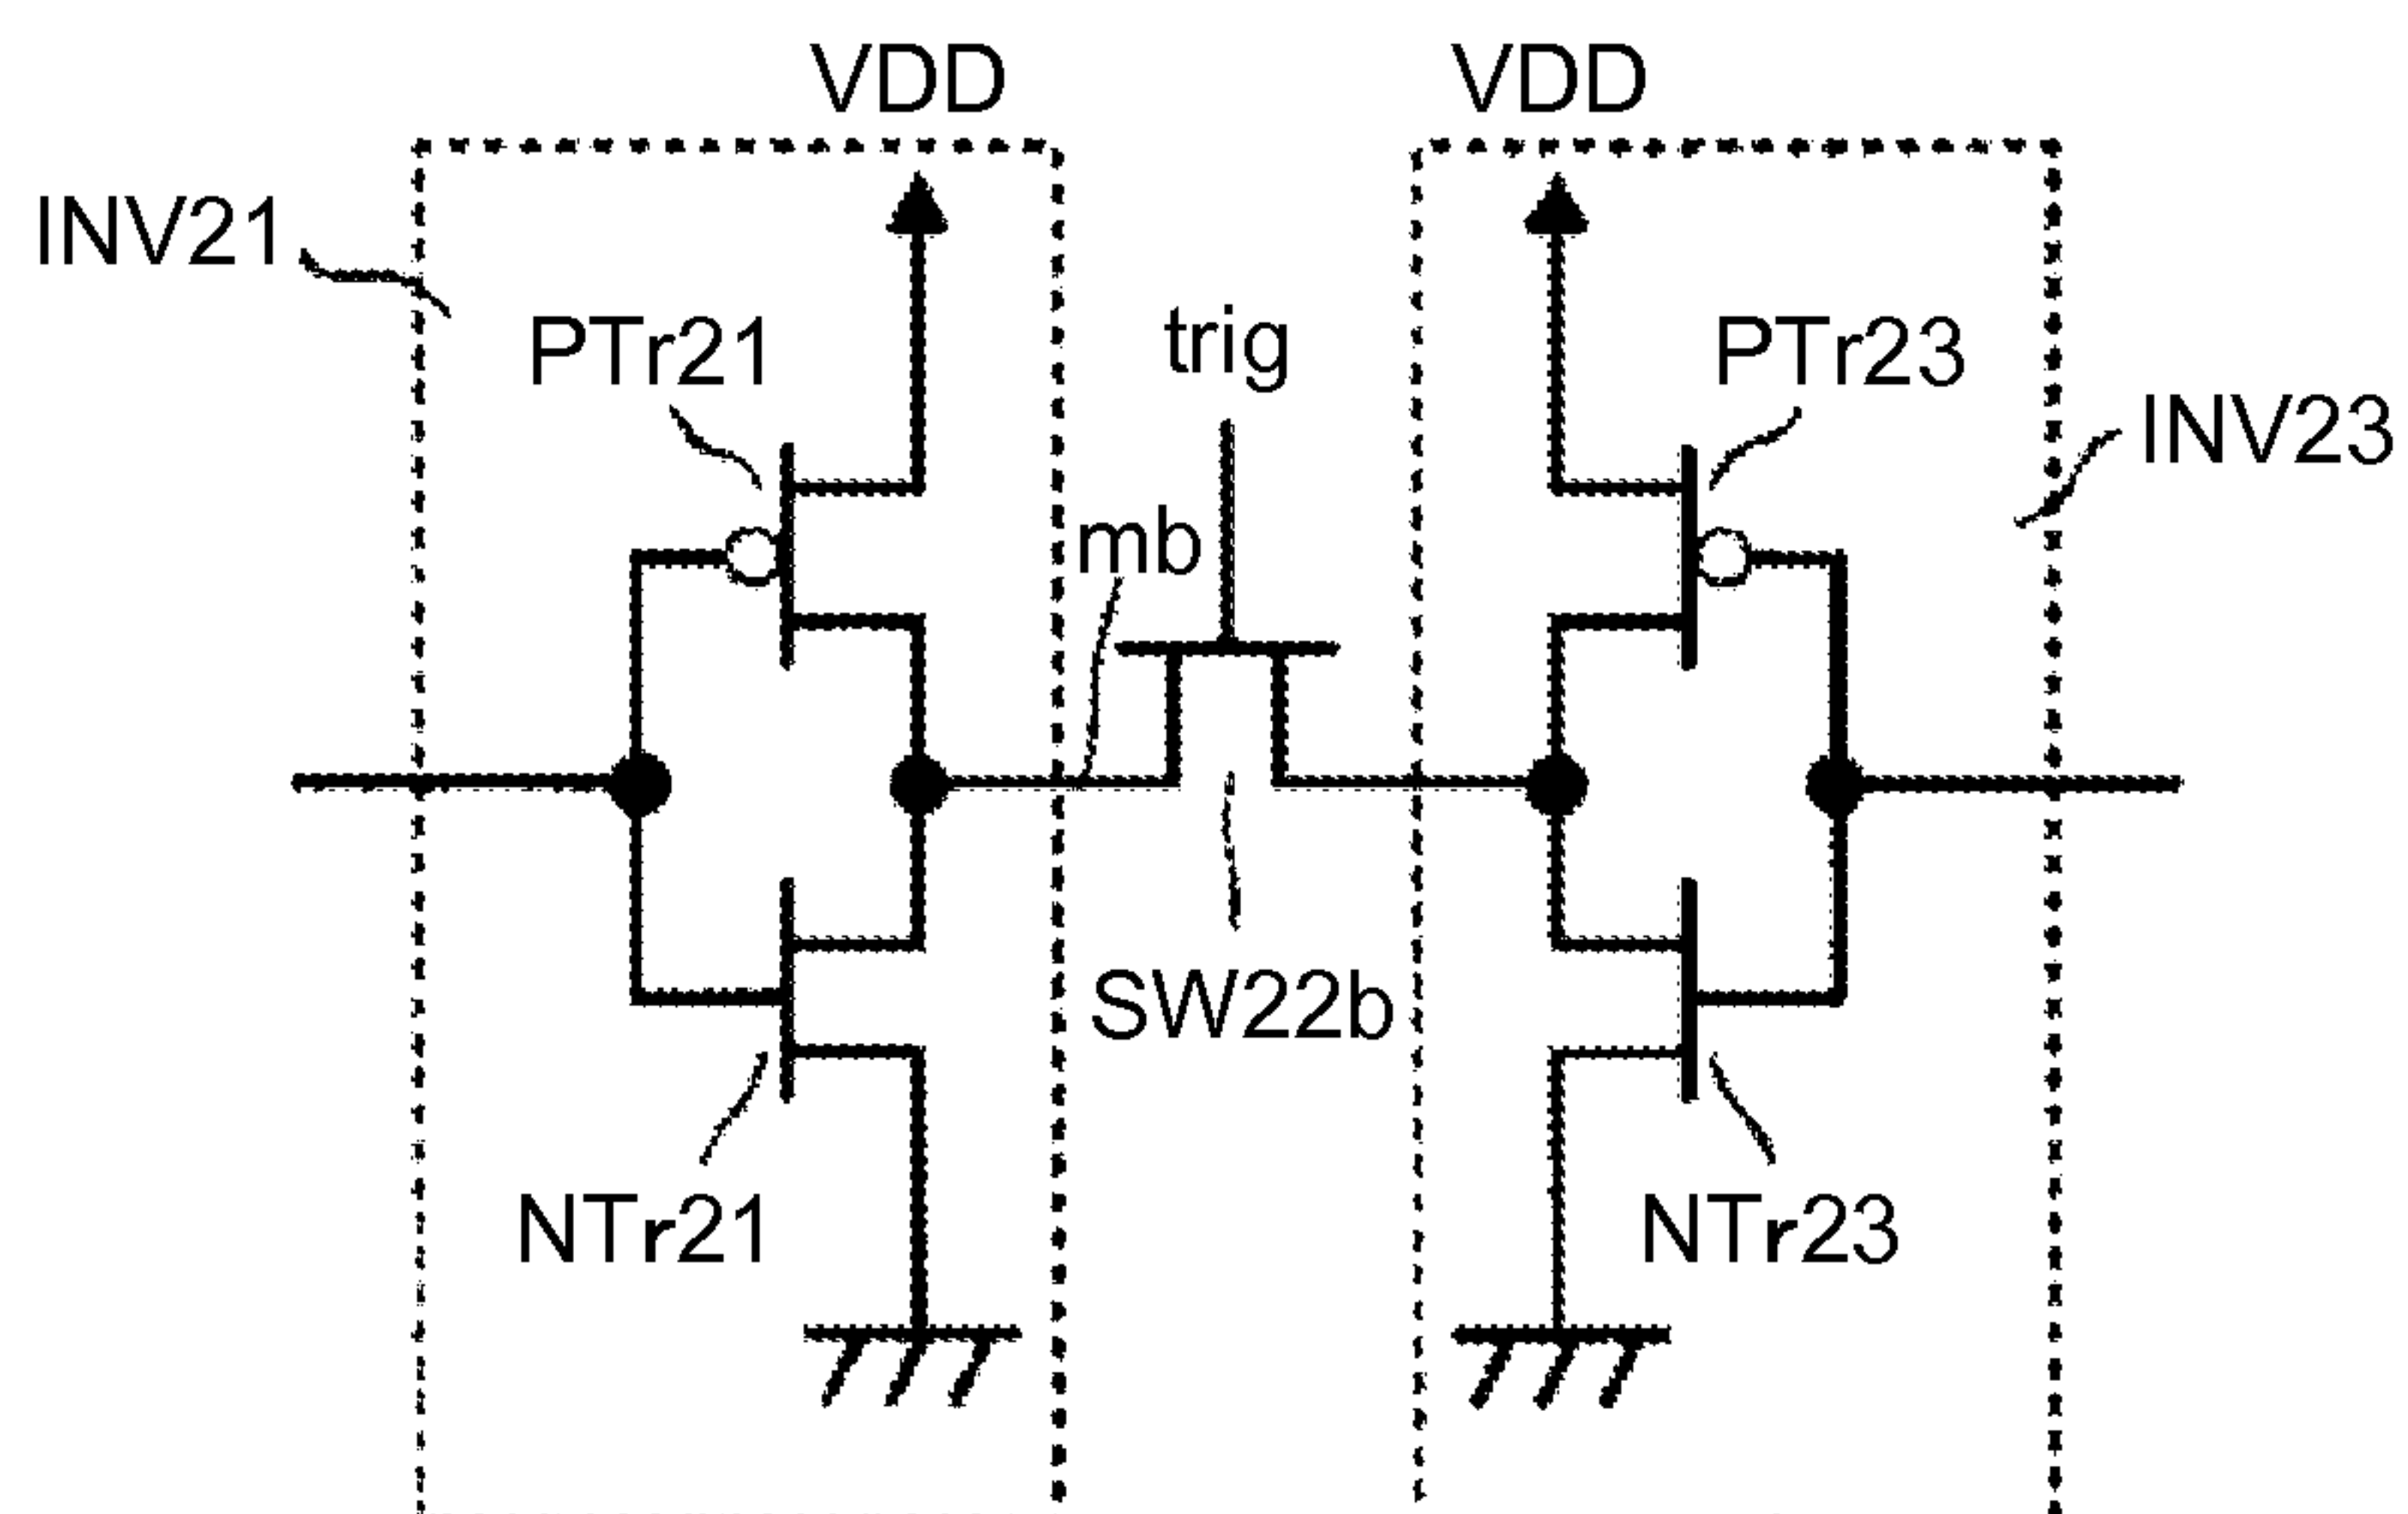 VDD VDD
INV21
PTr21 trig PTr23
INV23
mb
SW22b
NTr21 NTr23